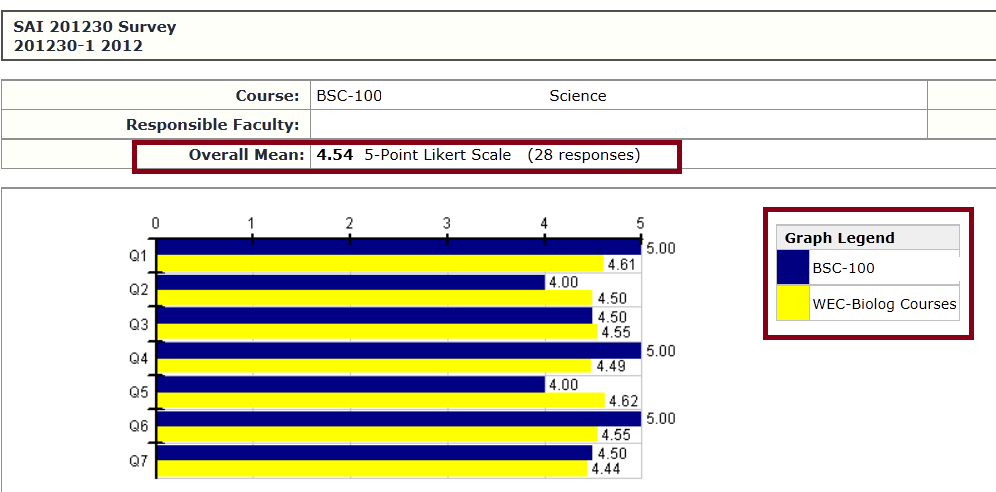 SAI 201230 Survey
201230-1 2012
Course: BSC-100 Science
Responsible Faculty:
Overall Mean: 4.54 5-Point Likert Scale (28 responses)
0 1 2 3 4 5
Q1 5.00
4.61
Q2 4.00
4.50
Q3 4.50
4.55
Q4 5.00
4.49
Q5 4.00
4.62
Q6 5.00
4.55
Q7 4.50
4.44
Graph Legend
BSC-100
WEC-Biolog Courses